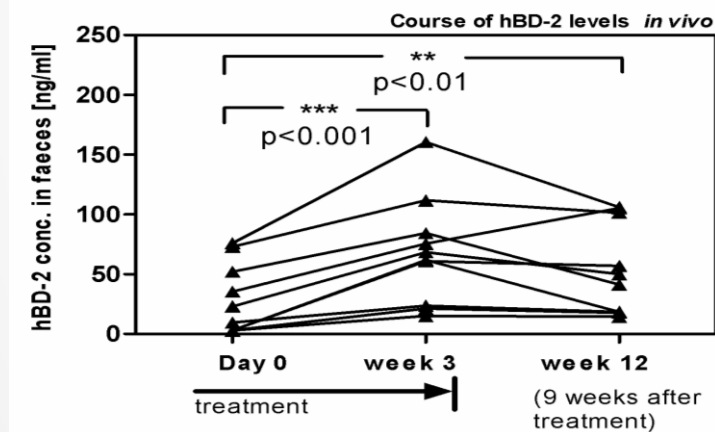 Course of hBD-2 levels in vivo
hBD-2 conc. in faeces [ng/ml]
250
200
150
100
50
0
**
p<0.01
***
p<0.001
Day 0 week 3 week 12
treatment
(9 weeks after
treatment)